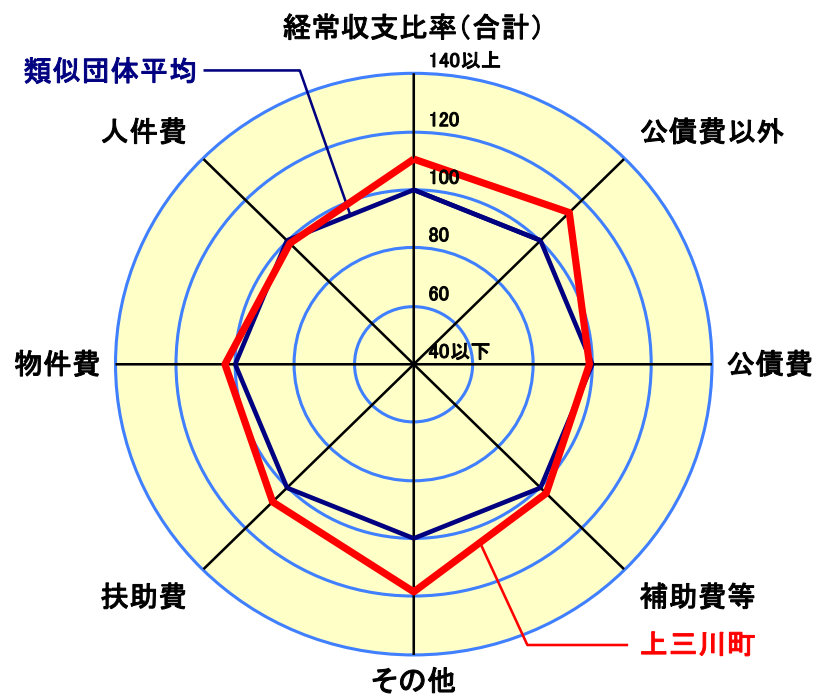 経常収支比率（合計）
140以上
類似団体平均
人件費
120
公債費以外
100
80
60
40以下
物件費
公債費
扶助費
補助費等
上三川町
その他